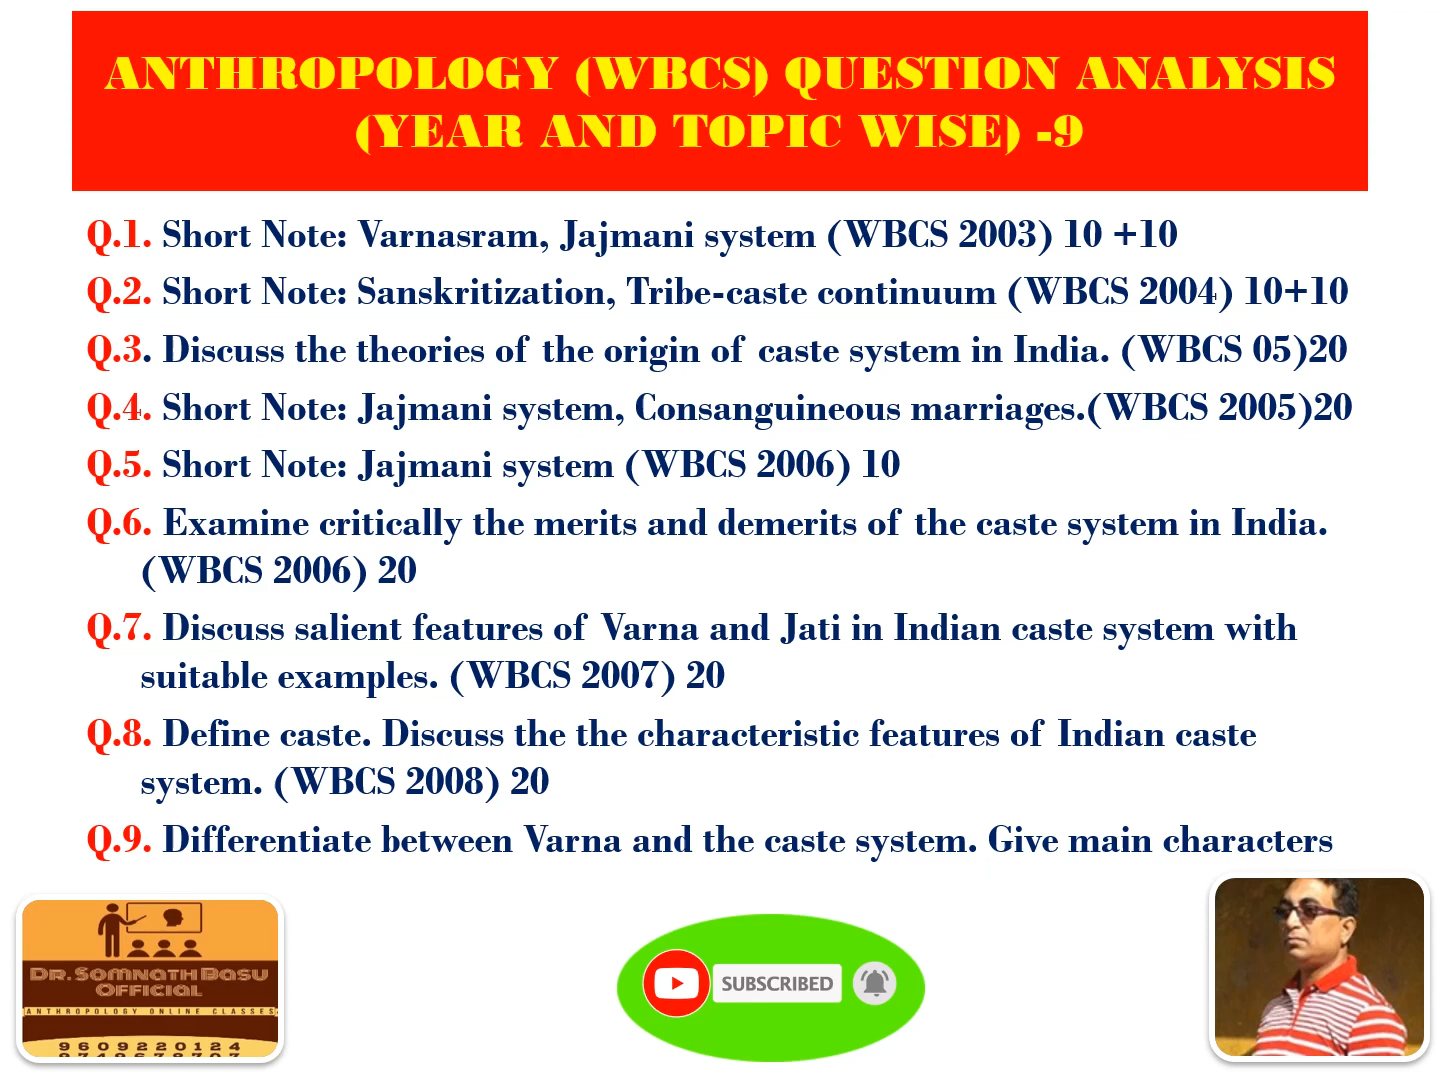 ANTHROPOLOGY (WBCS) QUESTION ANALYSIS
(YEAR AND TOPIC WISE) -9
Q.1. Short Note: Varnasram, Jajmani system (WBCS 2003) 10 +10
Q.2. Short Note: Sanskritization, Tribe-caste continuum (WBCS 2004) 10+10
Q.3. Discuss the theories of the origin of caste system in India. (WBCS 05)20
Q.4. Short Note: Jajmani system, Consanguineous marriages.(WBCS 2005)20
Q.5. Short Note: Jajmani system (WBCS 2006) 10
Q.6. Examine critically the merits and demerits of the caste system in India.
(WBCS 2006) 20
Q.7. Discuss salient features of Varna and Jati in Indian caste system with
suitable examples. (WBCS 2007) 20
Q.8. Define caste. Discuss the the characteristic features of Indian caste
system. (WBCS 2008) 20
Q.9. Differentiate between Varna and the caste system. Give main characters
DR. SOMNATH BASU
OFFICIAL
ANTHROPOLOGY ONLINE CLASSES
9609220124
SUBSCRIBED